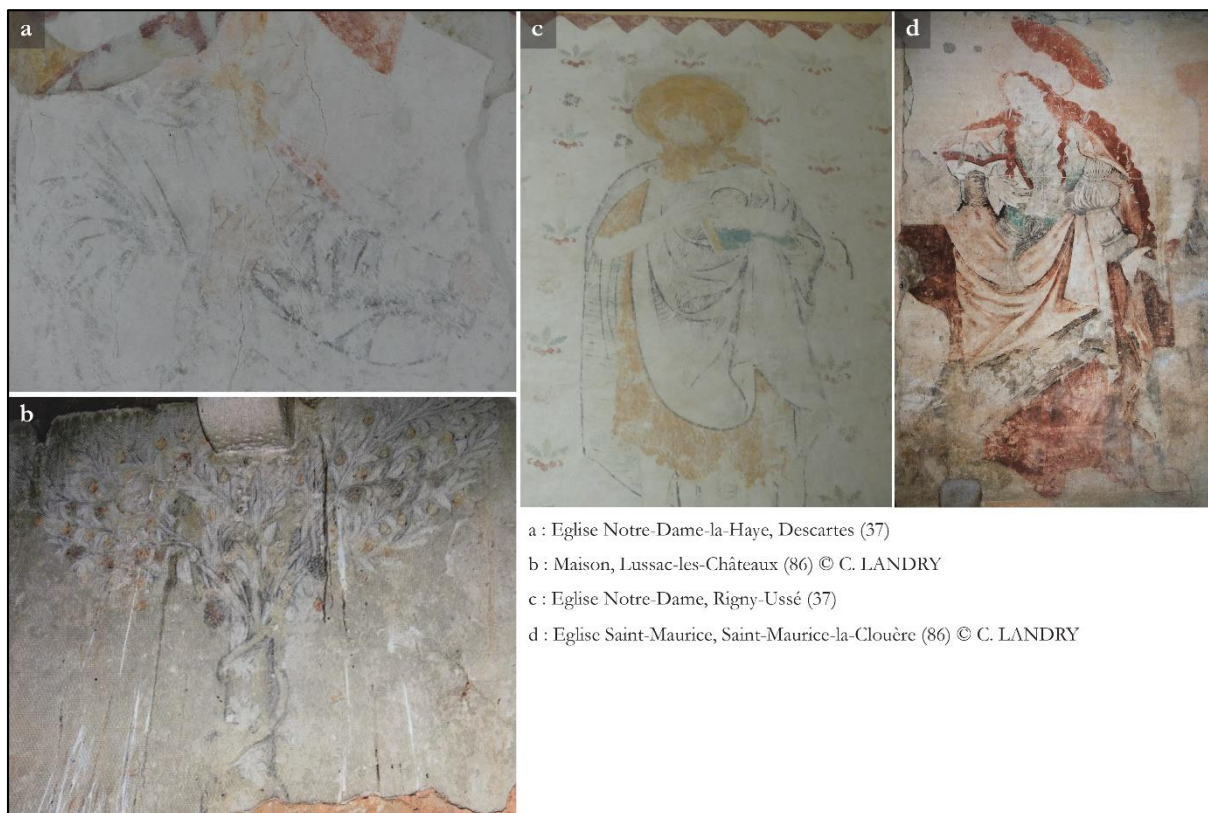 a
c
d
b
a : Eglise Notre-Dame-la-Haye, Descartes (37)
b : Maison, Lussac-les-Châteaux (86) © C. LANDRY
c : Eglise Notre-Dame, Rigny-Ussé (37)
d : Eglise Saint-Maurice, Saint-Maurice-la-Clouère (86) © C. LANDRY